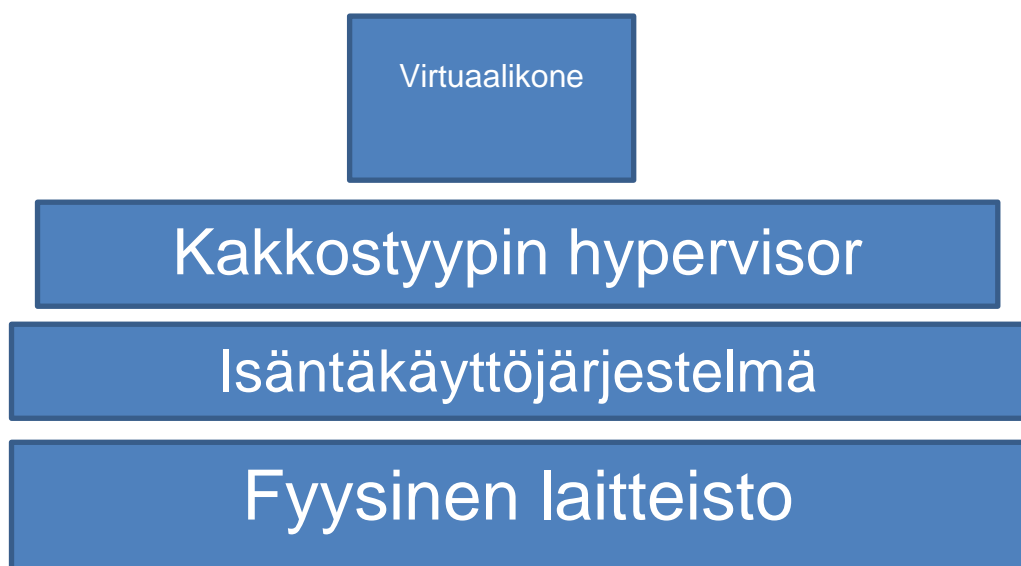 Virtuaalikone
Kakkostyypin hypervisor
Isäntäkäyttöjärjestelmä
Fyysinen laitteisto